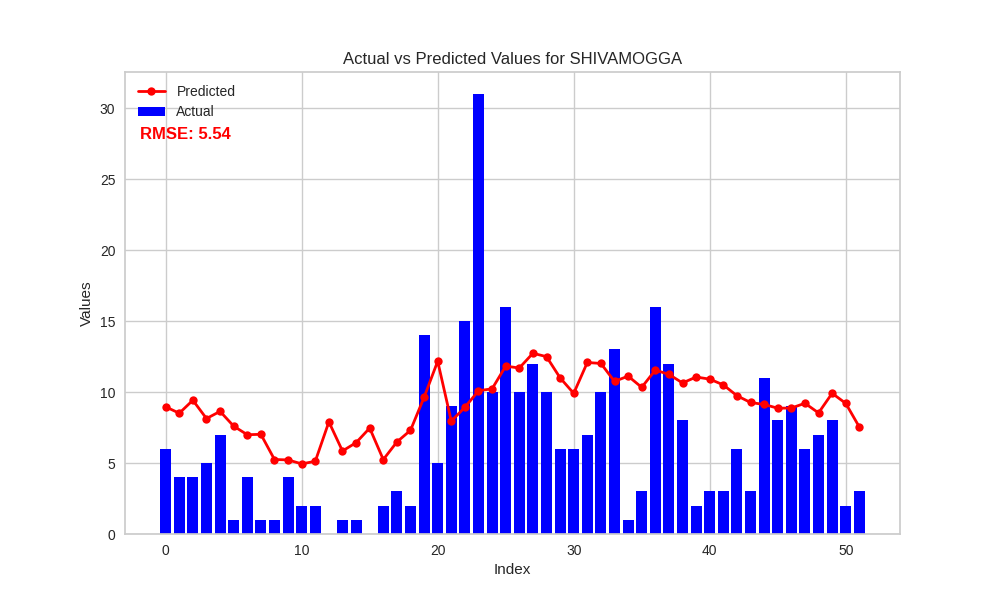 Actual vs Predicted Values for SHIVAMOGGA
Predicted
Actual
RMSE: 5.54
30
25
20
15
10
5
0
Values
0 10 20 30 40 50
Index